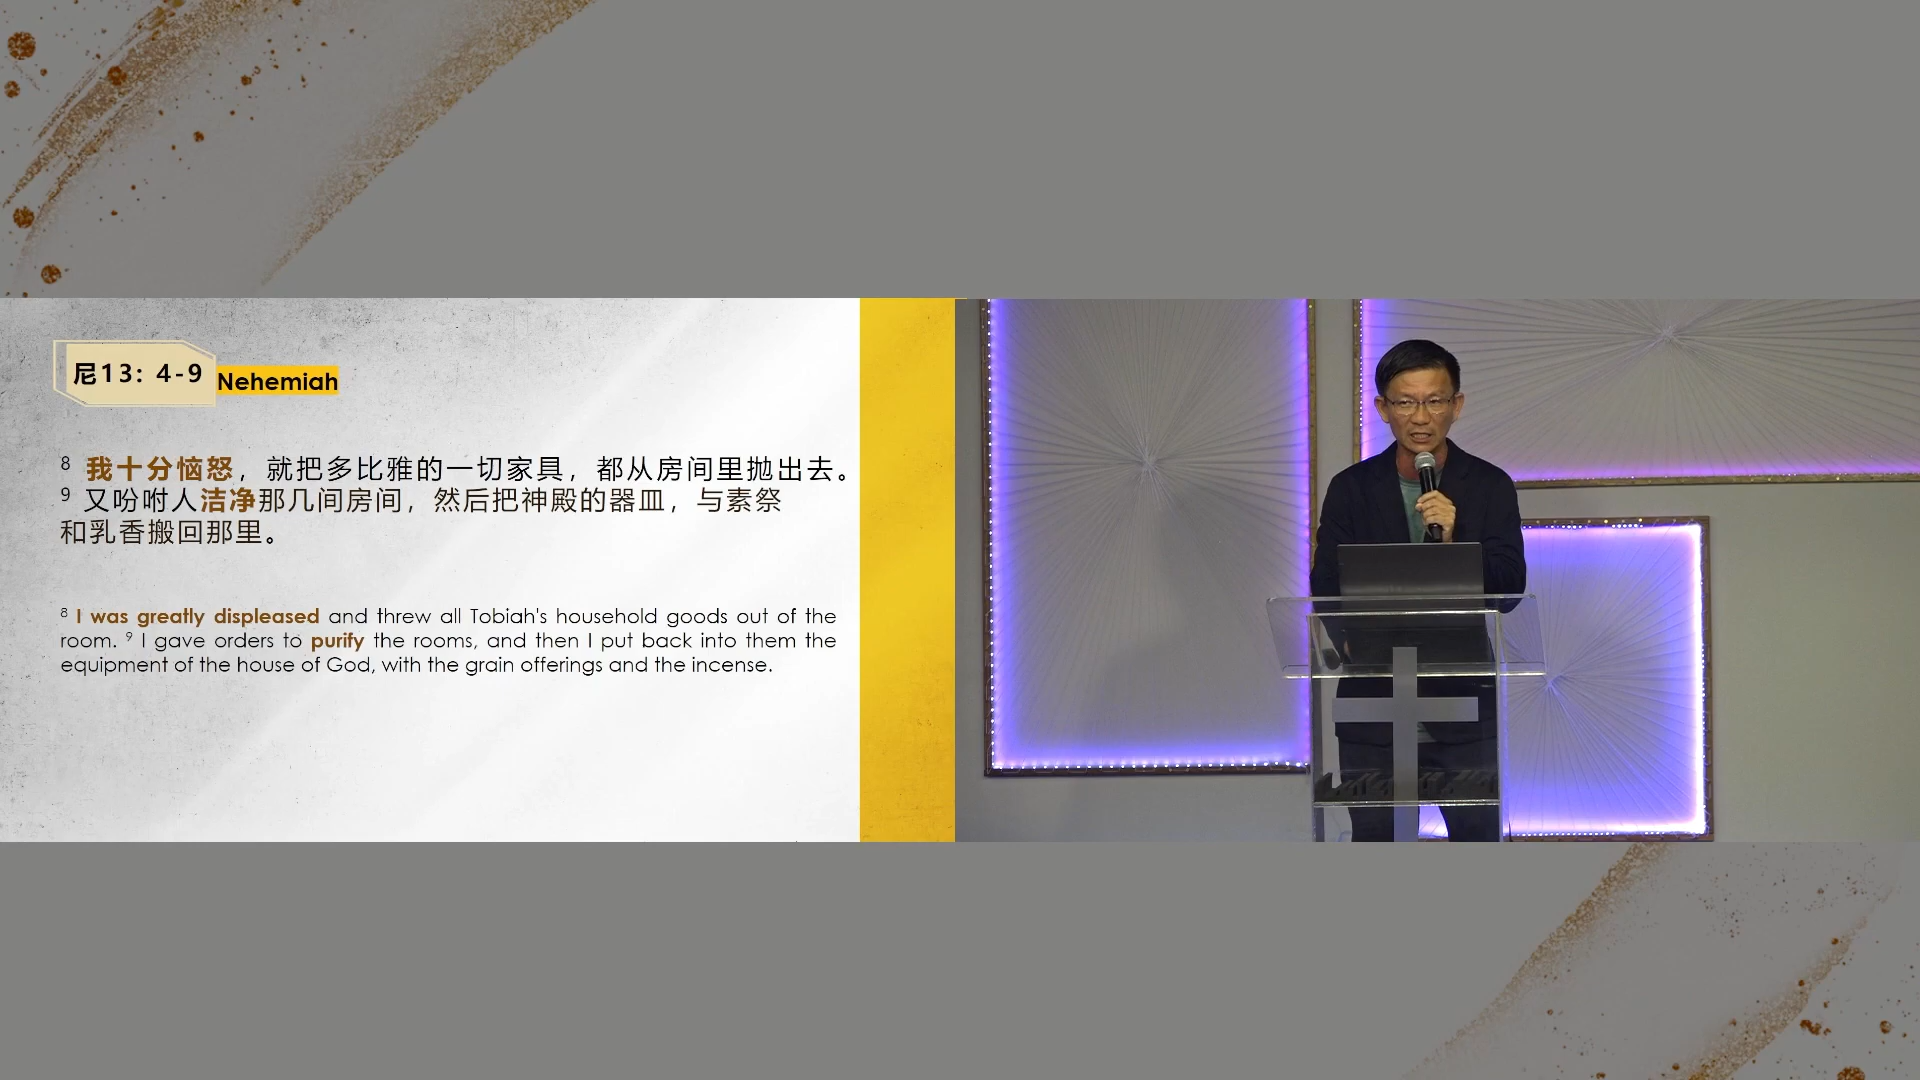 尼13: 4-9 Nehemiah
8 我十分恼怒，就把多比雅的一切家具，都从房间里抛出去。
9 又吩咐人洁净那几间房间，然后把神殿的器皿，与素祭
和乳香搬回那里。
8 I was greatly displeased and threw all Tobiah's household goods out of the
room. 9 I gave orders to purify the rooms, and then I put back into them the
equipment of the house of God, with the grain offerings and the incense.